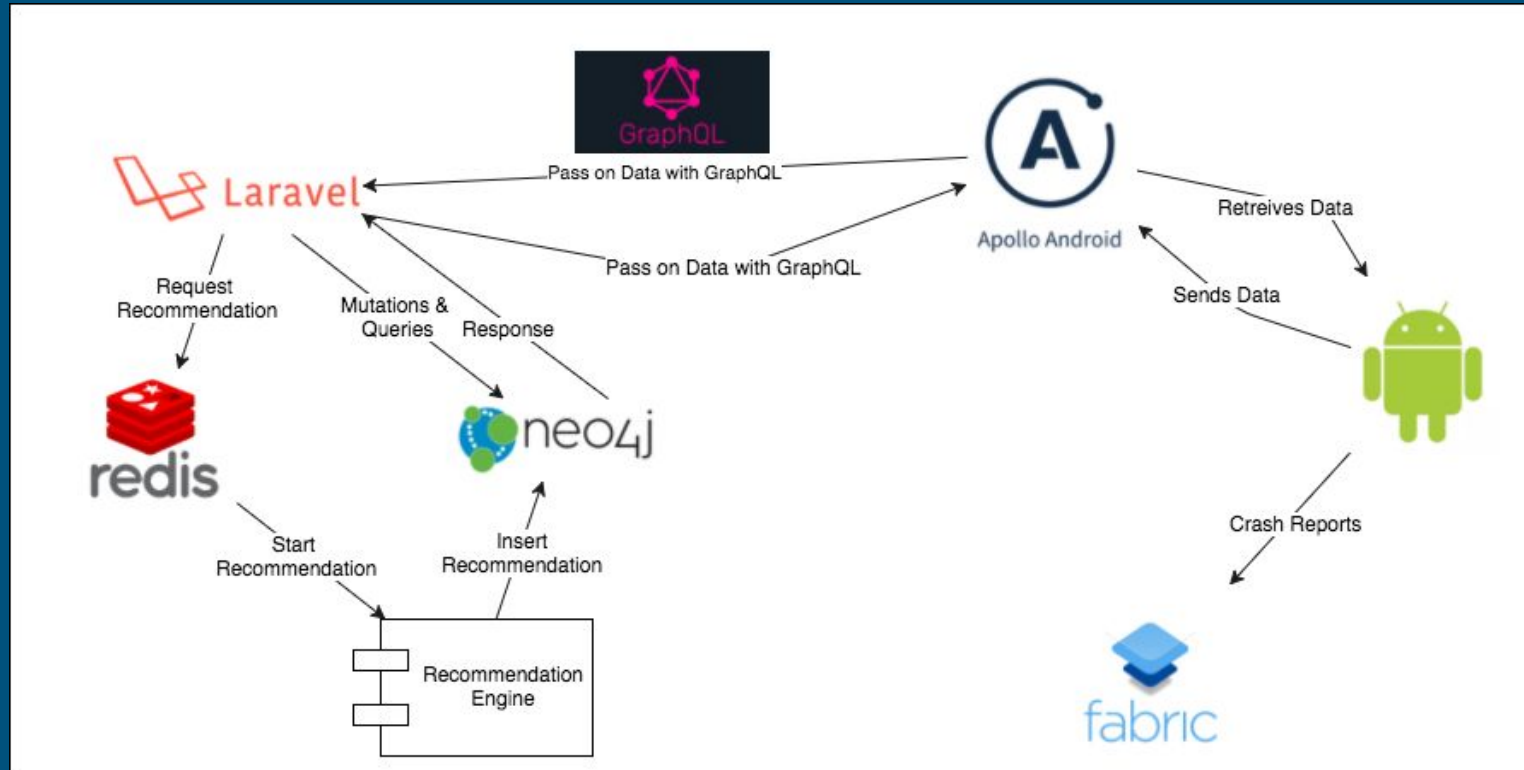 GraphQL
Pass on Data with GraphQL
Laravel
A
Apollo Android
Retreives Data
Pass on Data with GraphQL
Sends Data
Request
Recommendation
Mutations &
Queries
Response
redis
neo4j
Crash Reports
Start
Recommendation
Insert
Recommendation
Recommendation
Engine
fabric